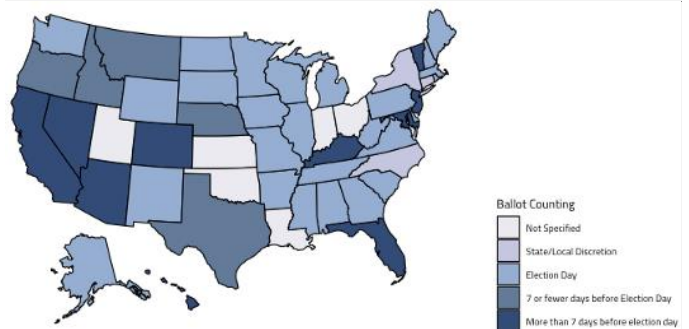 Ballot Counting
Not Specified
State/Local Discretion
Election Day
7 or fewer days before Election Day
More than 7 days before election day